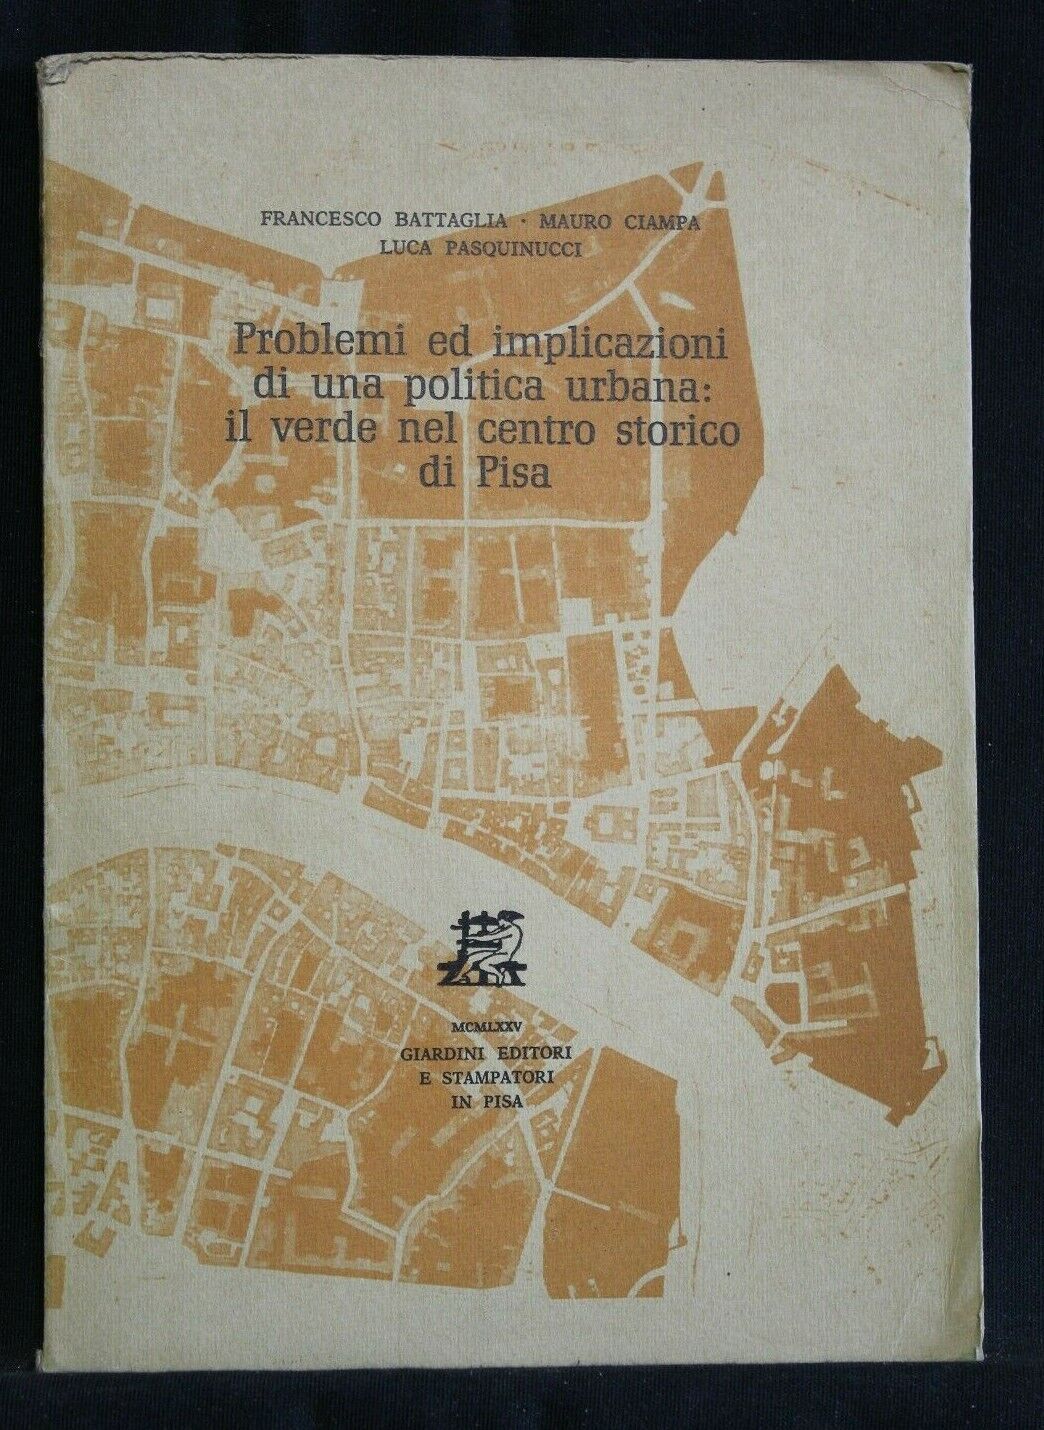 FRANCESCO BATTAGLIA · MAURO CIAMPA
LUCA PASQUINUCCI
Problemi ed implicazioni
di una politica urbana:
il verde nel centro storico
di Pisa
MCMLXXV
GIARDINI EDITORI
E STAMPATORI
IN PISA